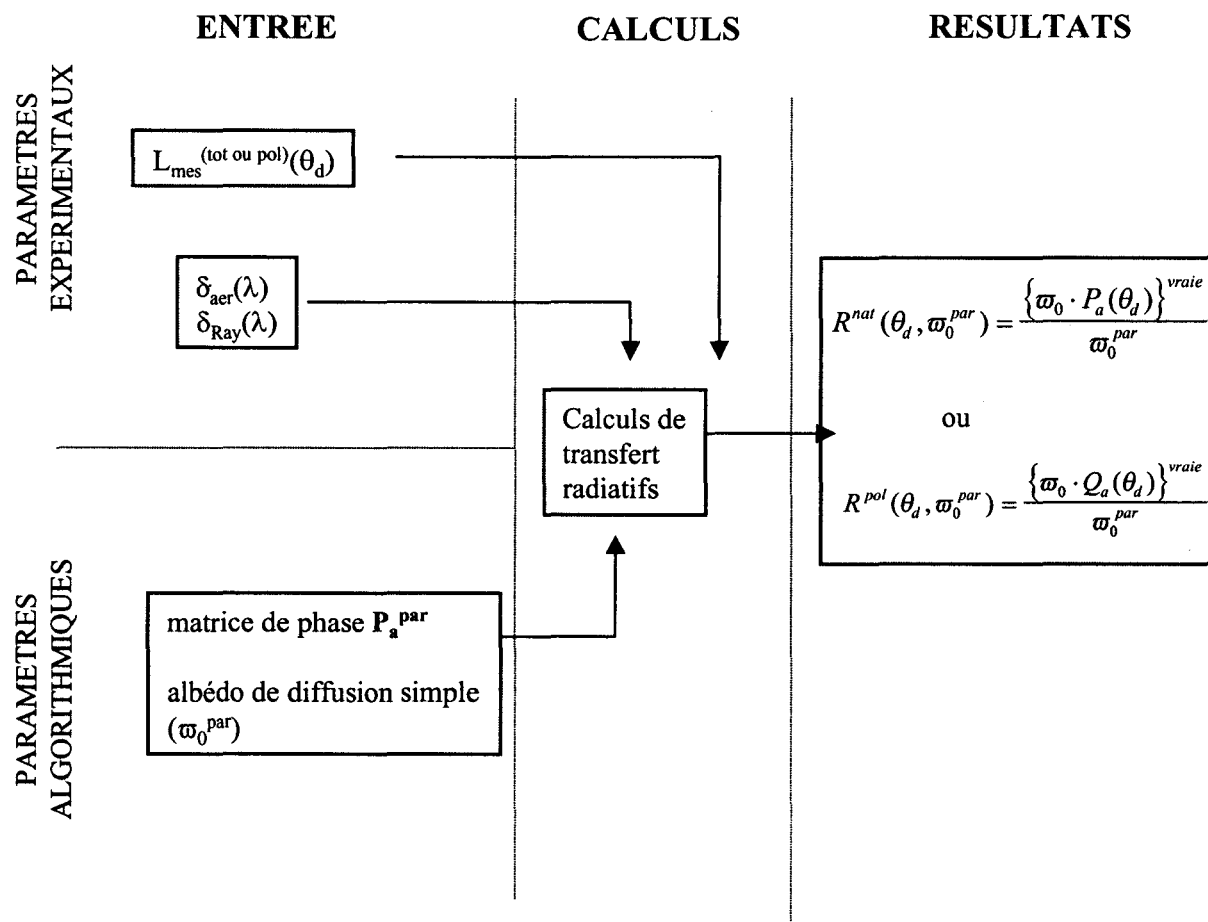 ENTREE
CALCULS
RESULTATS
PARAMETRES
EXPERIMENTAUX
L_mes^(tot ou pol)(θ_d)
δ_aer(λ)
δ_Ray(λ)
Calculs de
transfert
radiatifs
R^nat(θ_d, ϖ_0^par) = {ϖ_0 · P_a(θ_d)}^vraie / ϖ_0^par
ou
R^pol(θ_d, ϖ_0^par) = {ϖ_0 · Q_a(θ_d)}^vraie / ϖ_0^par
PARAMETRES
ALGORITHMIQUES
matrice de phase P_a^par
albédo de diffusion simple
(ϖ_0^par)